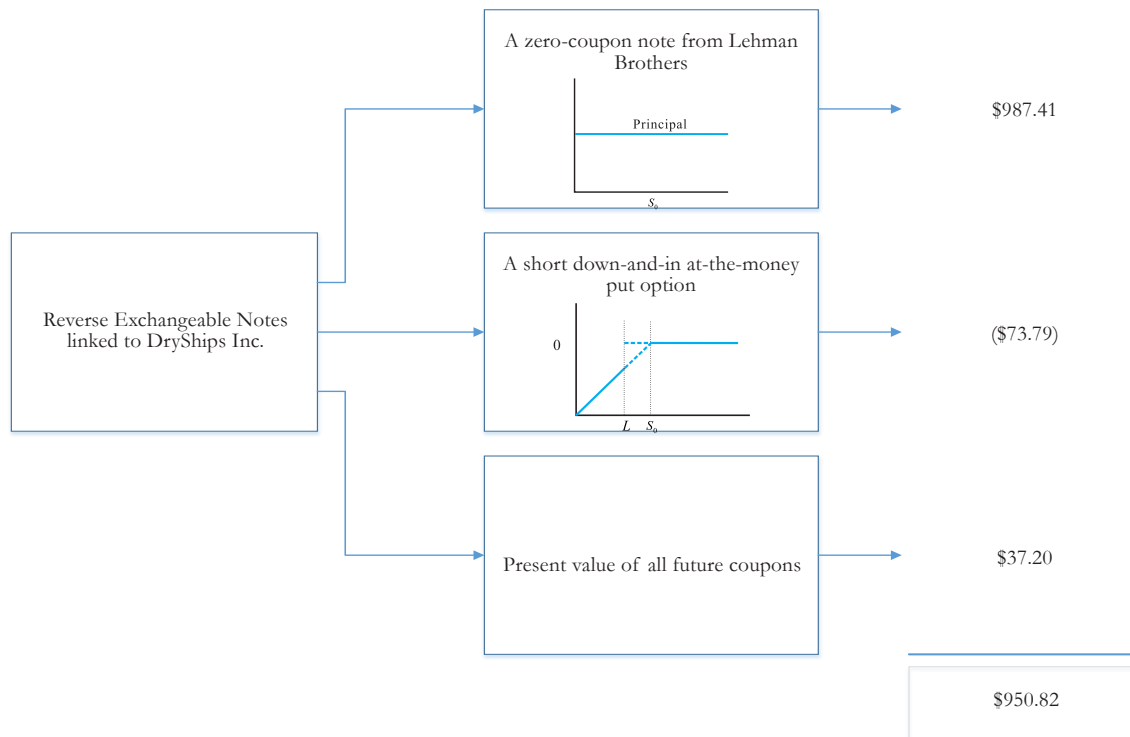 A zero-coupon note from Lehman
Brothers
Principal
S₀
$987.41
Reverse Exchangeable Notes
linked to DryShips Inc.
A short down-and-in at-the-money
put option
0
L S₀
($73.79)
Present value of all future coupons
$37.20
$950.82